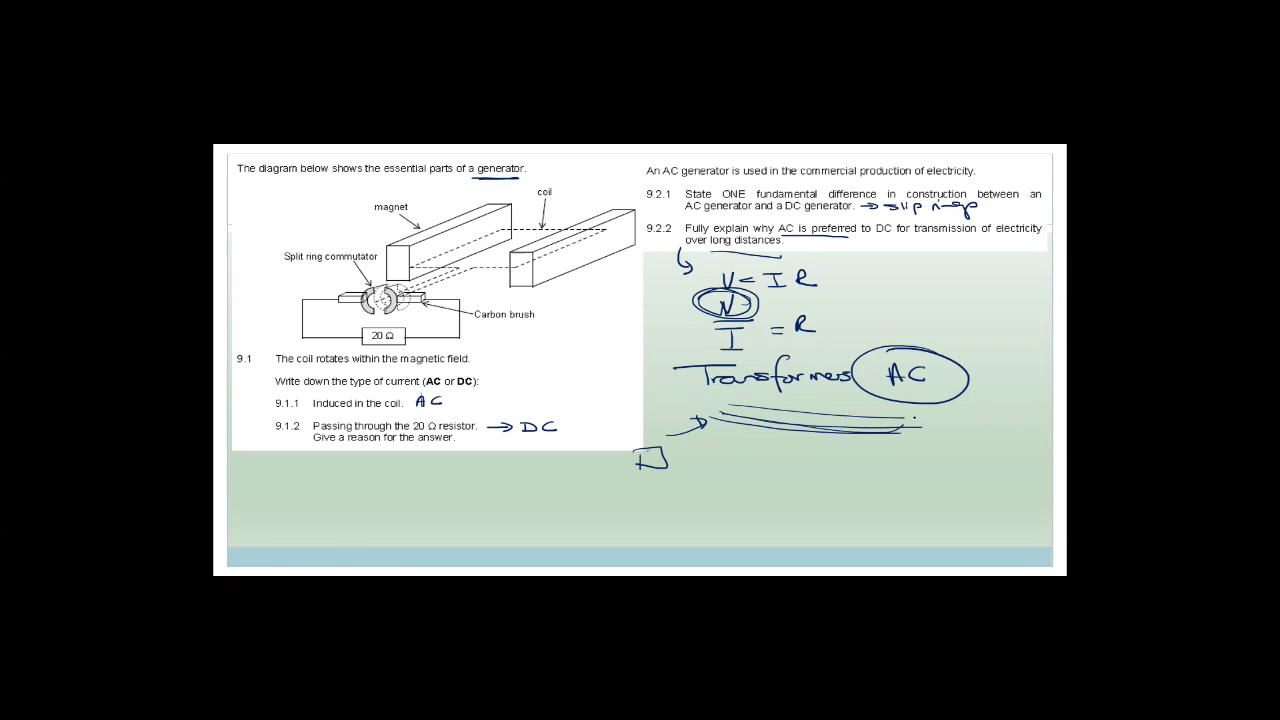 The diagram below shows the essential parts of a generator.
coil
magnet
Split ring commutator
Carbon brush
20 Ω
9.1 The coil rotates within the magnetic field.
Write down the type of current (AC or DC):
9.1.1 Induced in the coil. AC
9.1.2 Passing through the 20 Ω resistor. → DC
Give a reason for the answer.
An AC generator is used in the commercial production of electricity.
9.2.1 State ONE fundamental difference in construction between an
AC generator and a DC generator. → slip rings
9.2.2 Fully explain why AC is preferred to DC for transmission of electricity
over long distances.
V = I R
V
I = R
Transformers AC